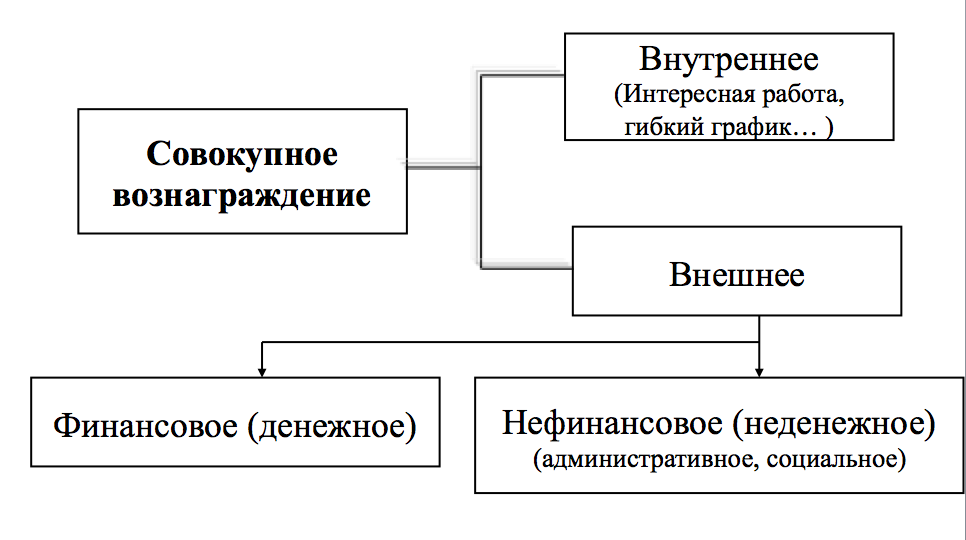 Совокупное
вознаграждение
Внутреннее
(Интересная работа,
гибкий график… )
Внешнее
Финансовое (денежное)
Нефинансовое (неденежное)
(административное, социальное)